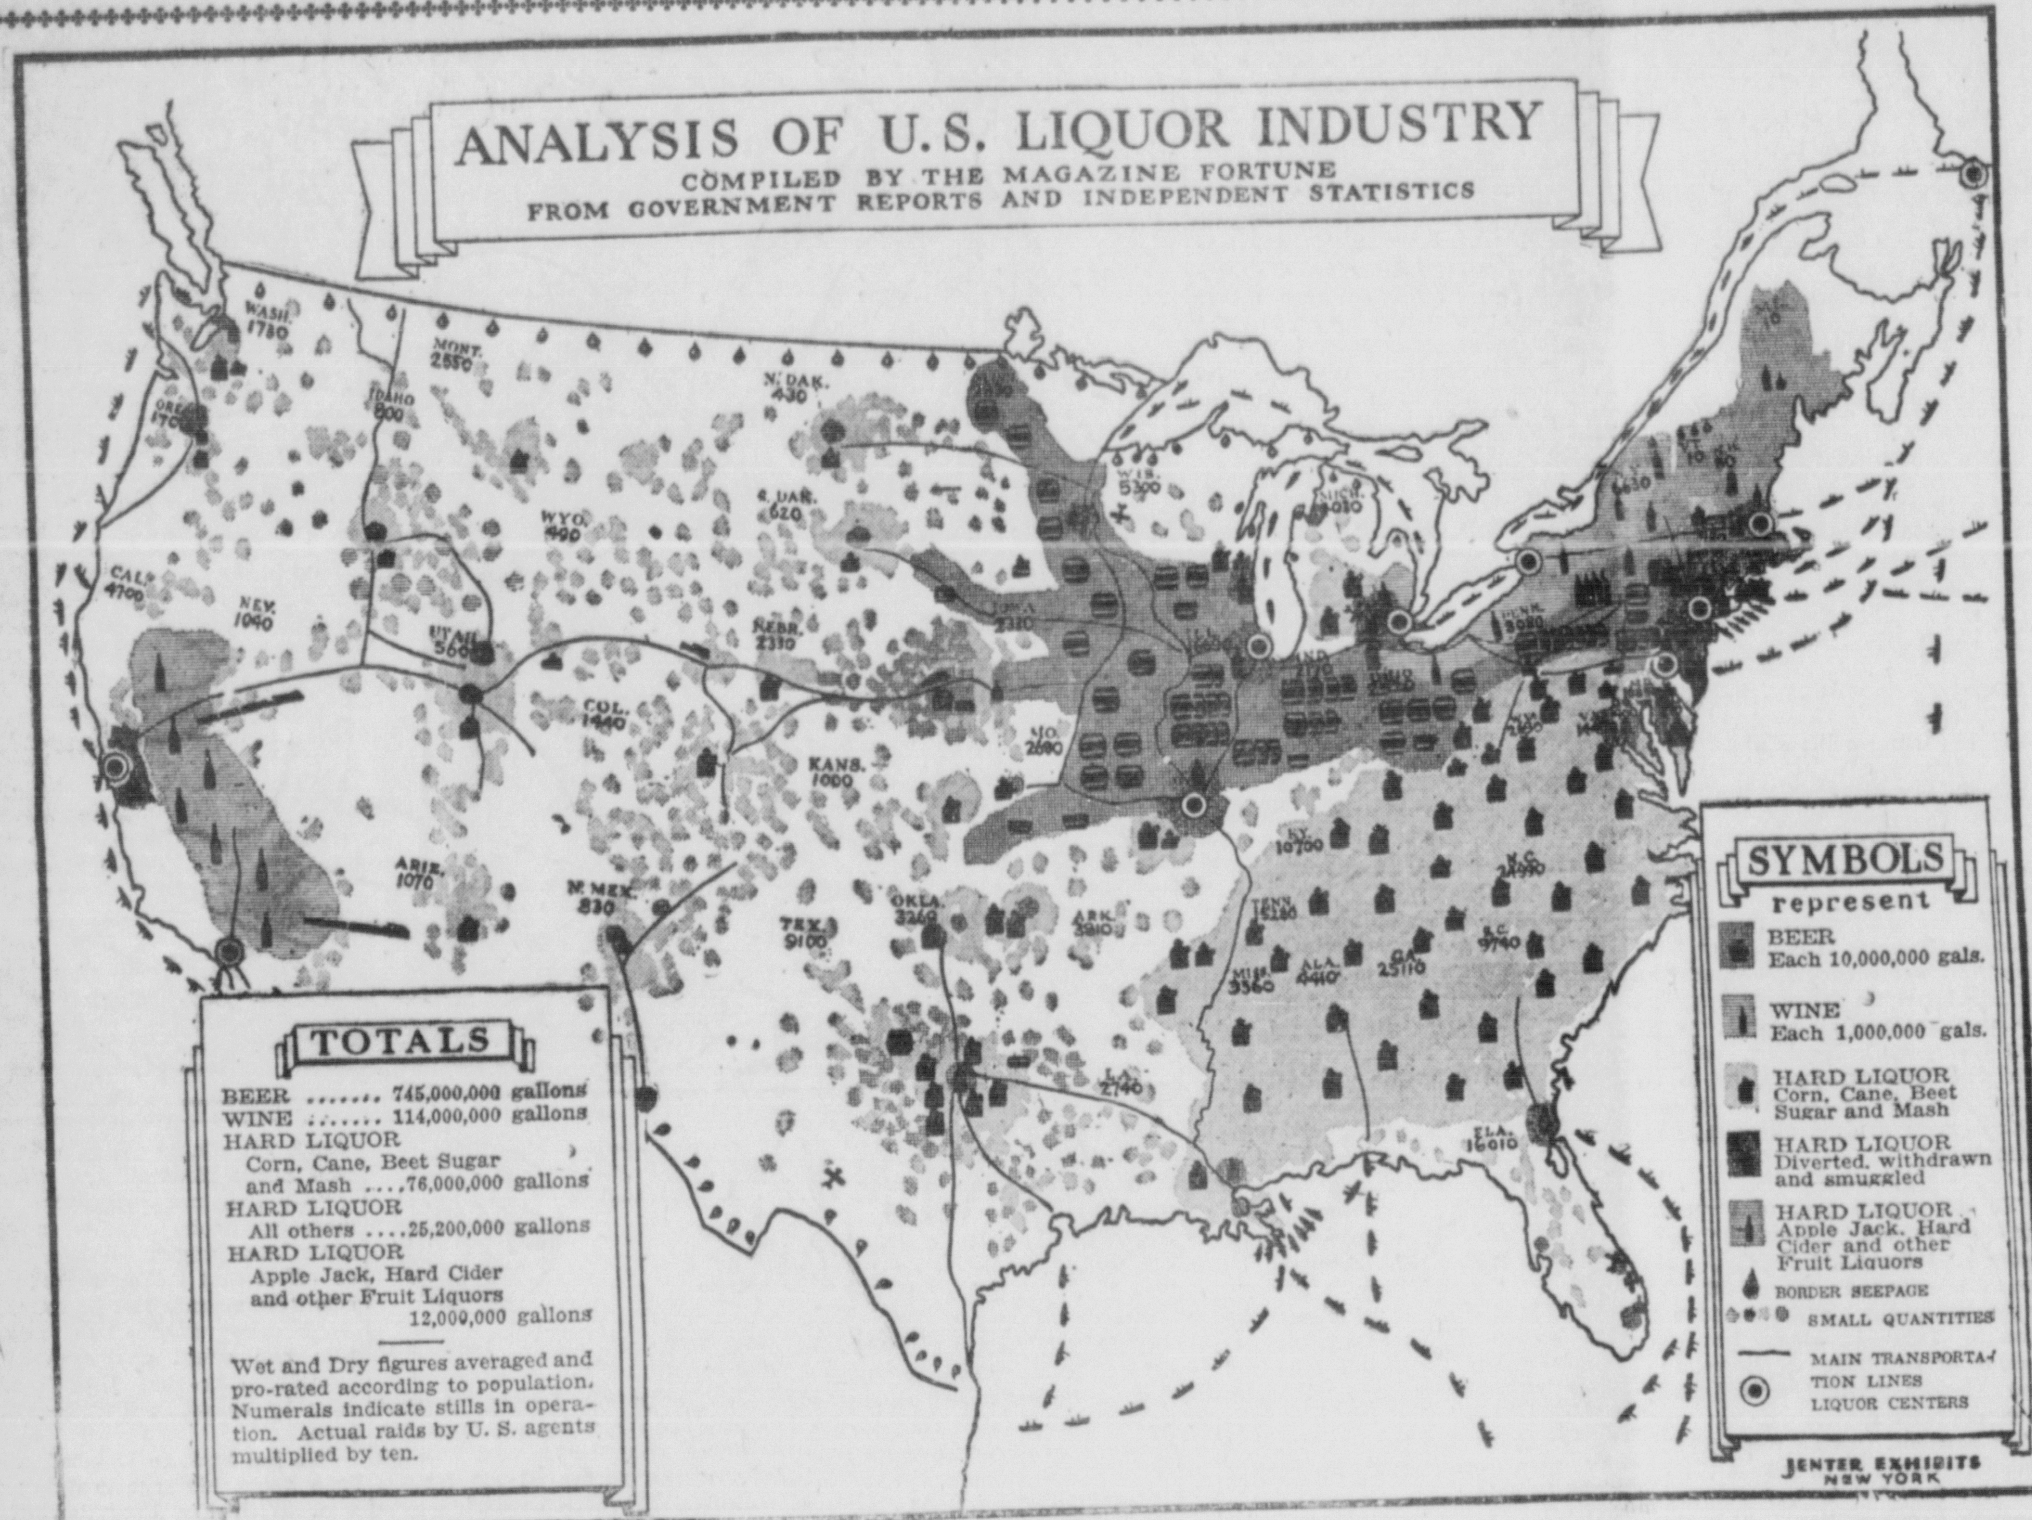 ANALYSIS OF U.S. LIQUOR INDUSTRY
COMPILED BY THE MAGAZINE FORTUNE
FROM GOVERNMENT REPORTS AND INDEPENDENT STATISTICS
WASH.
1730
MONT.
2550
IDAHO
N. DAK.
430
WIS.
5300
MICH.
S. DAK.
620
WYO.
490
CAL.
4700
NEV.
1040
UTAH
560
NEBR.
2310
COL.
1440
MO.
2680
KANS.
1000
KY.
10700
N.C.
ARIZ.
1070
N. MEX.
830
TEX.
9100
OKLA.
3260
ARK.
3810
TENN.
15280
S.C.
9740
MISS.
3560
ALA.
4410
GA.
25110
LA.
2740
FLA.
16010
TOTALS
BEER ....... 745,000,000 gallons
WINE ....... 114,000,000 gallons
HARD LIQUOR
Corn, Cane, Beet Sugar
and Mash ....76,000,000 gallons
HARD LIQUOR
All others ....25,200,000 gallons
HARD LIQUOR
Apple Jack, Hard Cider
and other Fruit Liquors
12,000,000 gallons
Wet and Dry figures averaged and
pro-rated according to population.
Numerals indicate stills in opera-
tion. Actual raids by U. S. agents
multiplied by ten.
SYMBOLS
represent
BEER
Each 10,000,000 gals.
WINE
Each 1,000,000 gals.
HARD LIQUOR
Corn, Cane, Beet
Sugar and Mash
HARD LIQUOR
Diverted, withdrawn
and smuggled
HARD LIQUOR
Apple Jack, Hard
Cider and other
Fruit Liquors
BORDER SEEPAGE
SMALL QUANTITIES
MAIN TRANSPORTA-
TION LINES
LIQUOR CENTERS
JENTER EXHIBITS
NEW YORK